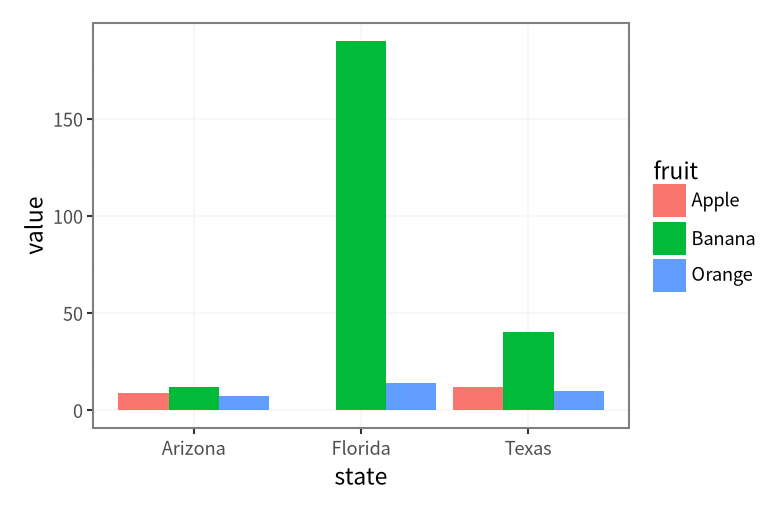 150
100
50
0
value
Arizona
Florida
Texas
state
fruit
Apple
Banana
Orange